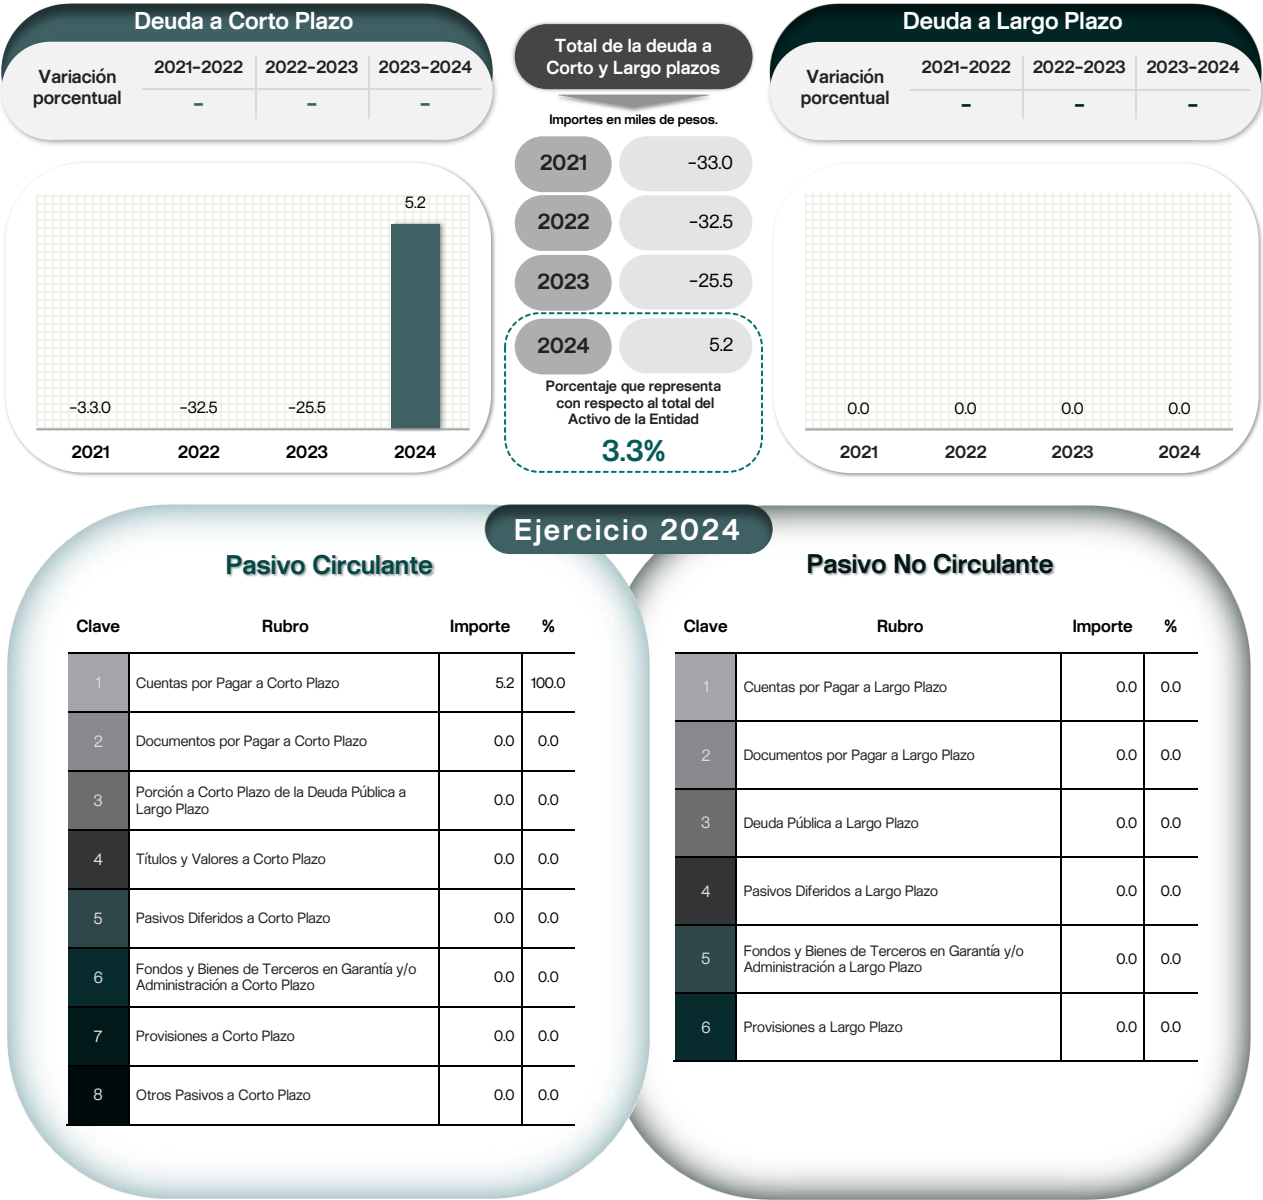 Deuda a Corto Plazo
Variación
porcentual
2021-2022 2022-2023 2023-2024
- - -
-3.3.0 -32.5 -25.5 5.2
2021 2022 2023 2024
Total de la deuda a
Corto y Largo plazos
Importes en miles de pesos.
2021 -33.0
2022 -32.5
2023 -25.5
2024 5.2
Porcentaje que representa
con respecto al total del
Activo de la Entidad
3.3%
Deuda a Largo Plazo
Variación
porcentual
2021-2022 2022-2023 2023-2024
- - -
0.0 0.0 0.0 0.0
2021 2022 2023 2024
Ejercicio 2024
Pasivo Circulante
Clave Rubro Importe %
1 Cuentas por Pagar a Corto Plazo 5.2 100.0
2 Documentos por Pagar a Corto Plazo 0.0 0.0
3 Porción a Corto Plazo de la Deuda Pública a
Largo Plazo 0.0 0.0
4 Títulos y Valores a Corto Plazo 0.0 0.0
5 Pasivos Diferidos a Corto Plazo 0.0 0.0
6 Fondos y Bienes de Terceros en Garantía y/o
Administración a Corto Plazo 0.0 0.0
7 Provisiones a Corto Plazo 0.0 0.0
8 Otros Pasivos a Corto Plazo 0.0 0.0
Pasivo No Circulante
Clave Rubro Importe %
1 Cuentas por Pagar a Largo Plazo 0.0 0.0
2 Documentos por Pagar a Largo Plazo 0.0 0.0
3 Deuda Pública a Largo Plazo 0.0 0.0
4 Pasivos Diferidos a Largo Plazo 0.0 0.0
5 Fondos y Bienes de Terceros en Garantía y/o
Administración a Largo Plazo 0.0 0.0
6 Provisiones a Largo Plazo 0.0 0.0